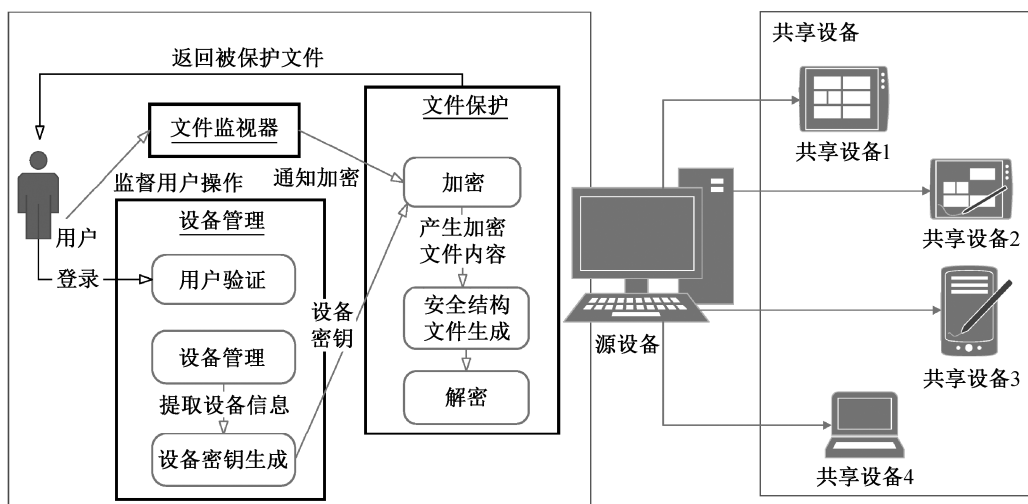 返回被保护文件
文件监视器
文件保护
监督用户操作
通知加密
加密
用户
登录
设备管理
用户验证
设备管理
提取设备信息
设备密钥生成
设备
密钥
产生加密
文件内容
安全结构
文件生成
解密
源设备
共享设备
共享设备1
共享设备2
共享设备3
共享设备4